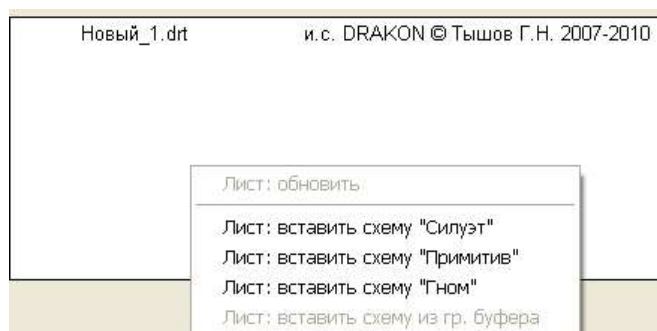 Новый_1.drt и.с. DRAKON © Тышов Г.Н. 2007-2010
Лист: обновить
Лист: вставить схему "Силуэт"
Лист: вставить схему "Примитив"
Лист: вставить схему "Гном"
Лист: вставить схему из гр. буфера